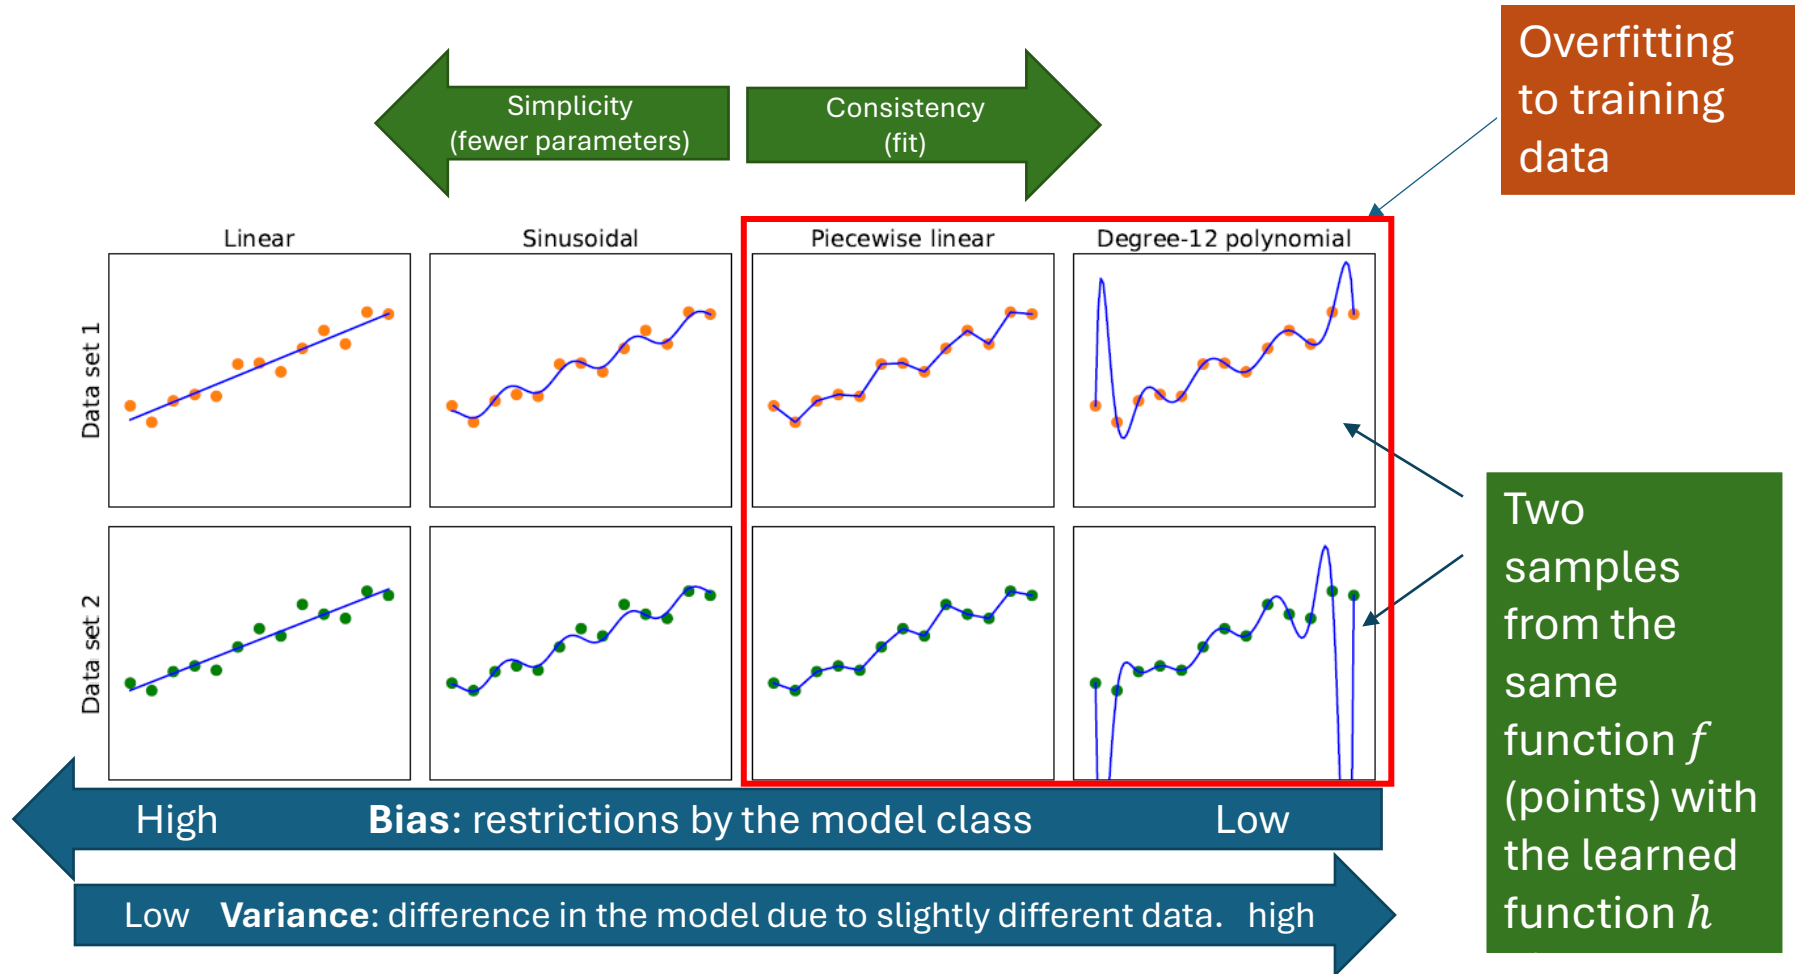 Overfitting
to training
data
Simplicity
(fewer parameters)
Consistency
(fit)
Linear
Sinusoidal
Piecewise linear
Degree-12 polynomial
Data set 1
Data set 2
Two
samples
from the
same
function f
(points) with
the learned
function h
High Bias: restrictions by the model class Low
Low Variance: difference in the model due to slightly different data. high